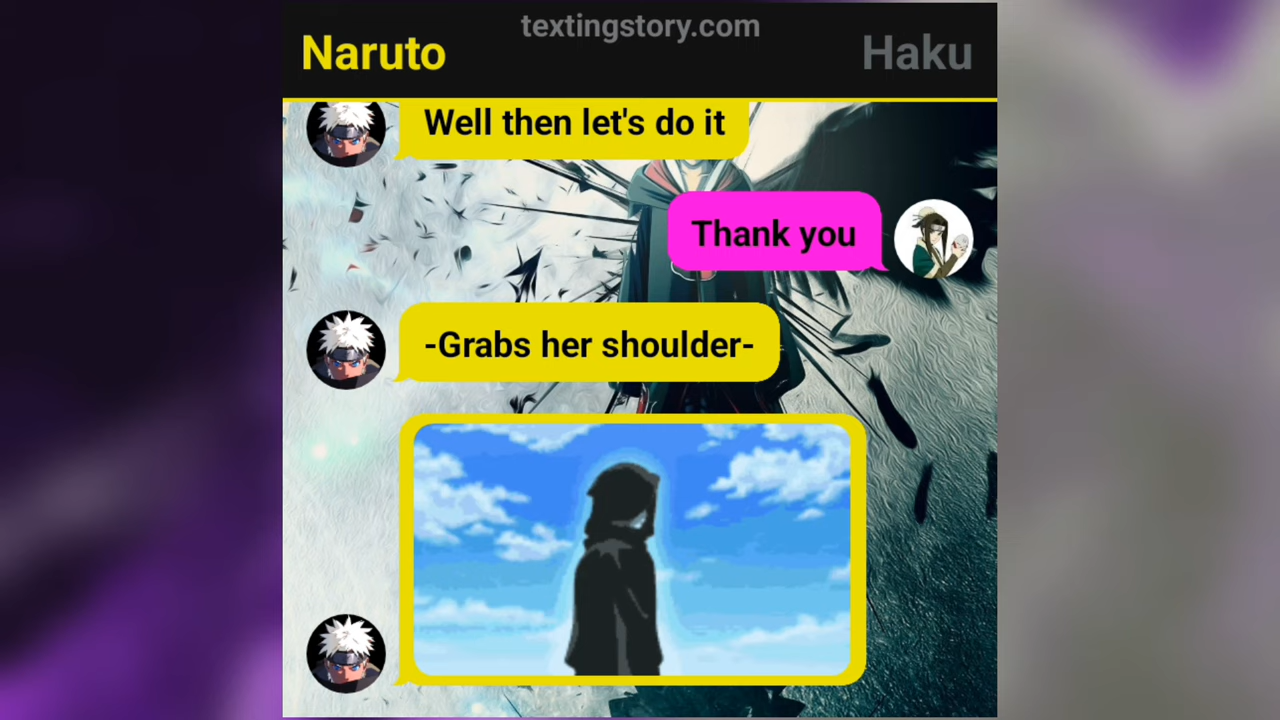 textingstory.com
Naruto
Haku
Well then let's do it
Thank you
-Grabs her shoulder-